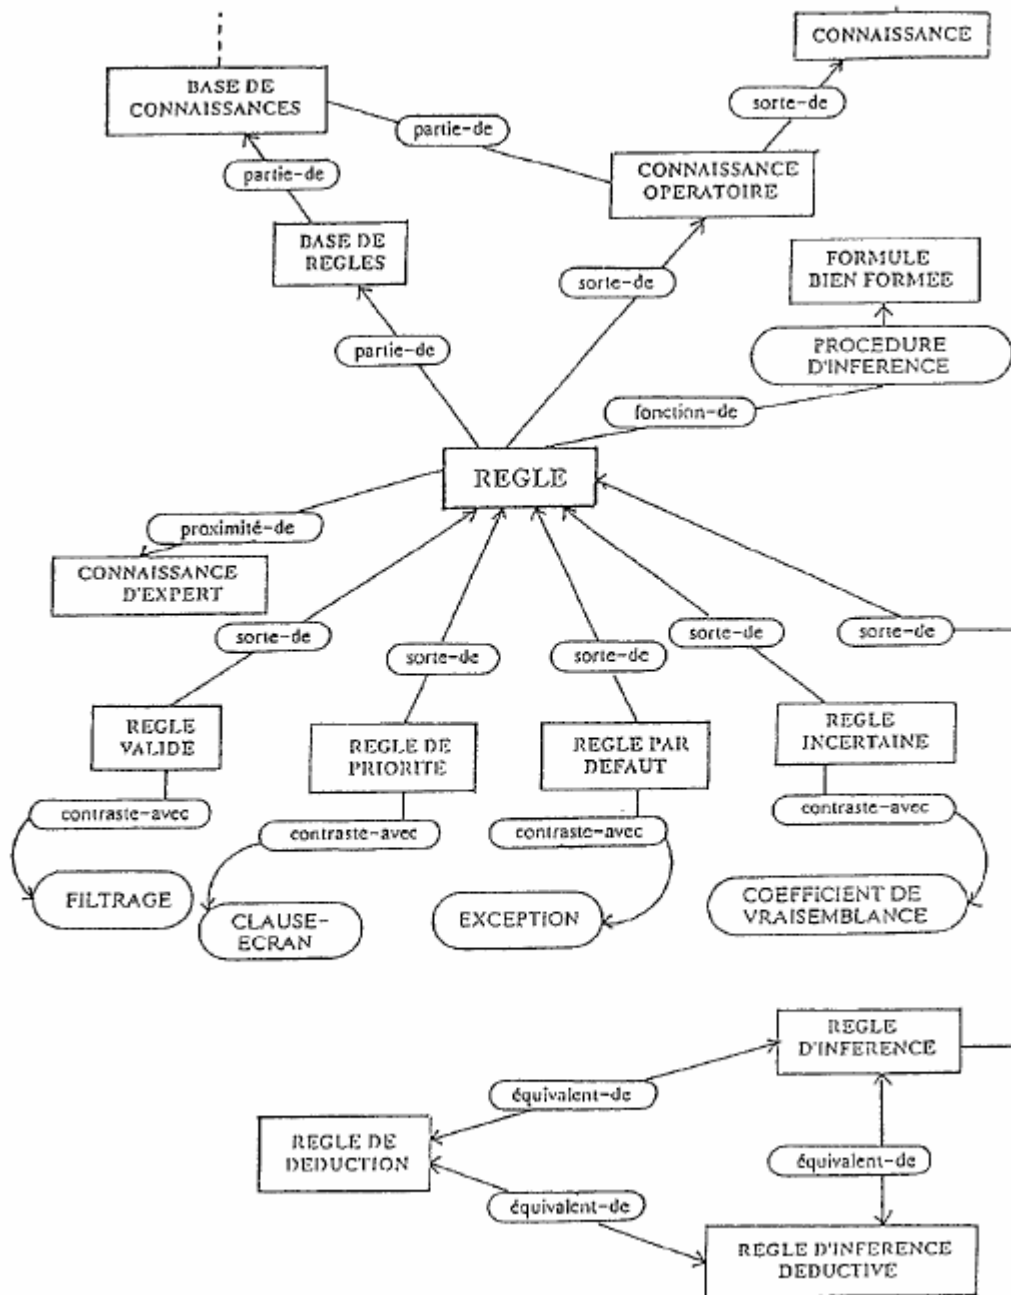 CONNAISSANCE
BASE DE
CONNAISSANCES
sorte-de
partie-de
CONNAISSANCE
OPERATOIRE
partie-de
BASE DE
REGLES
FORMULE
BIEN FORMEE
sorte-de
partie-de
PROCEDURE
D'INFERENCE
fonction-de
REGLE
proximité-de
CONNAISSANCE
D'EXPERT
sorte-de
sorte-de
sorte-de
sorte-de
sorte-de
REGLE
VALIDE
REGLE DE
PRIORITE
REGLE PAR
DEFAUT
REGLE
INCERTAINE
contraste-avec
contraste-avec
contraste-avec
contraste-avec
FILTRAGE
CLAUSE-
ECRAN
EXCEPTION
COEFFICIENT DE
VRAISEMBLANCE
REGLE
D'INFERENCE
équivalent-de
REGLE DE
DEDUCTION
équivalent-de
équivalent-de
REGLE D'INFERENCE
DEDUCTIVE